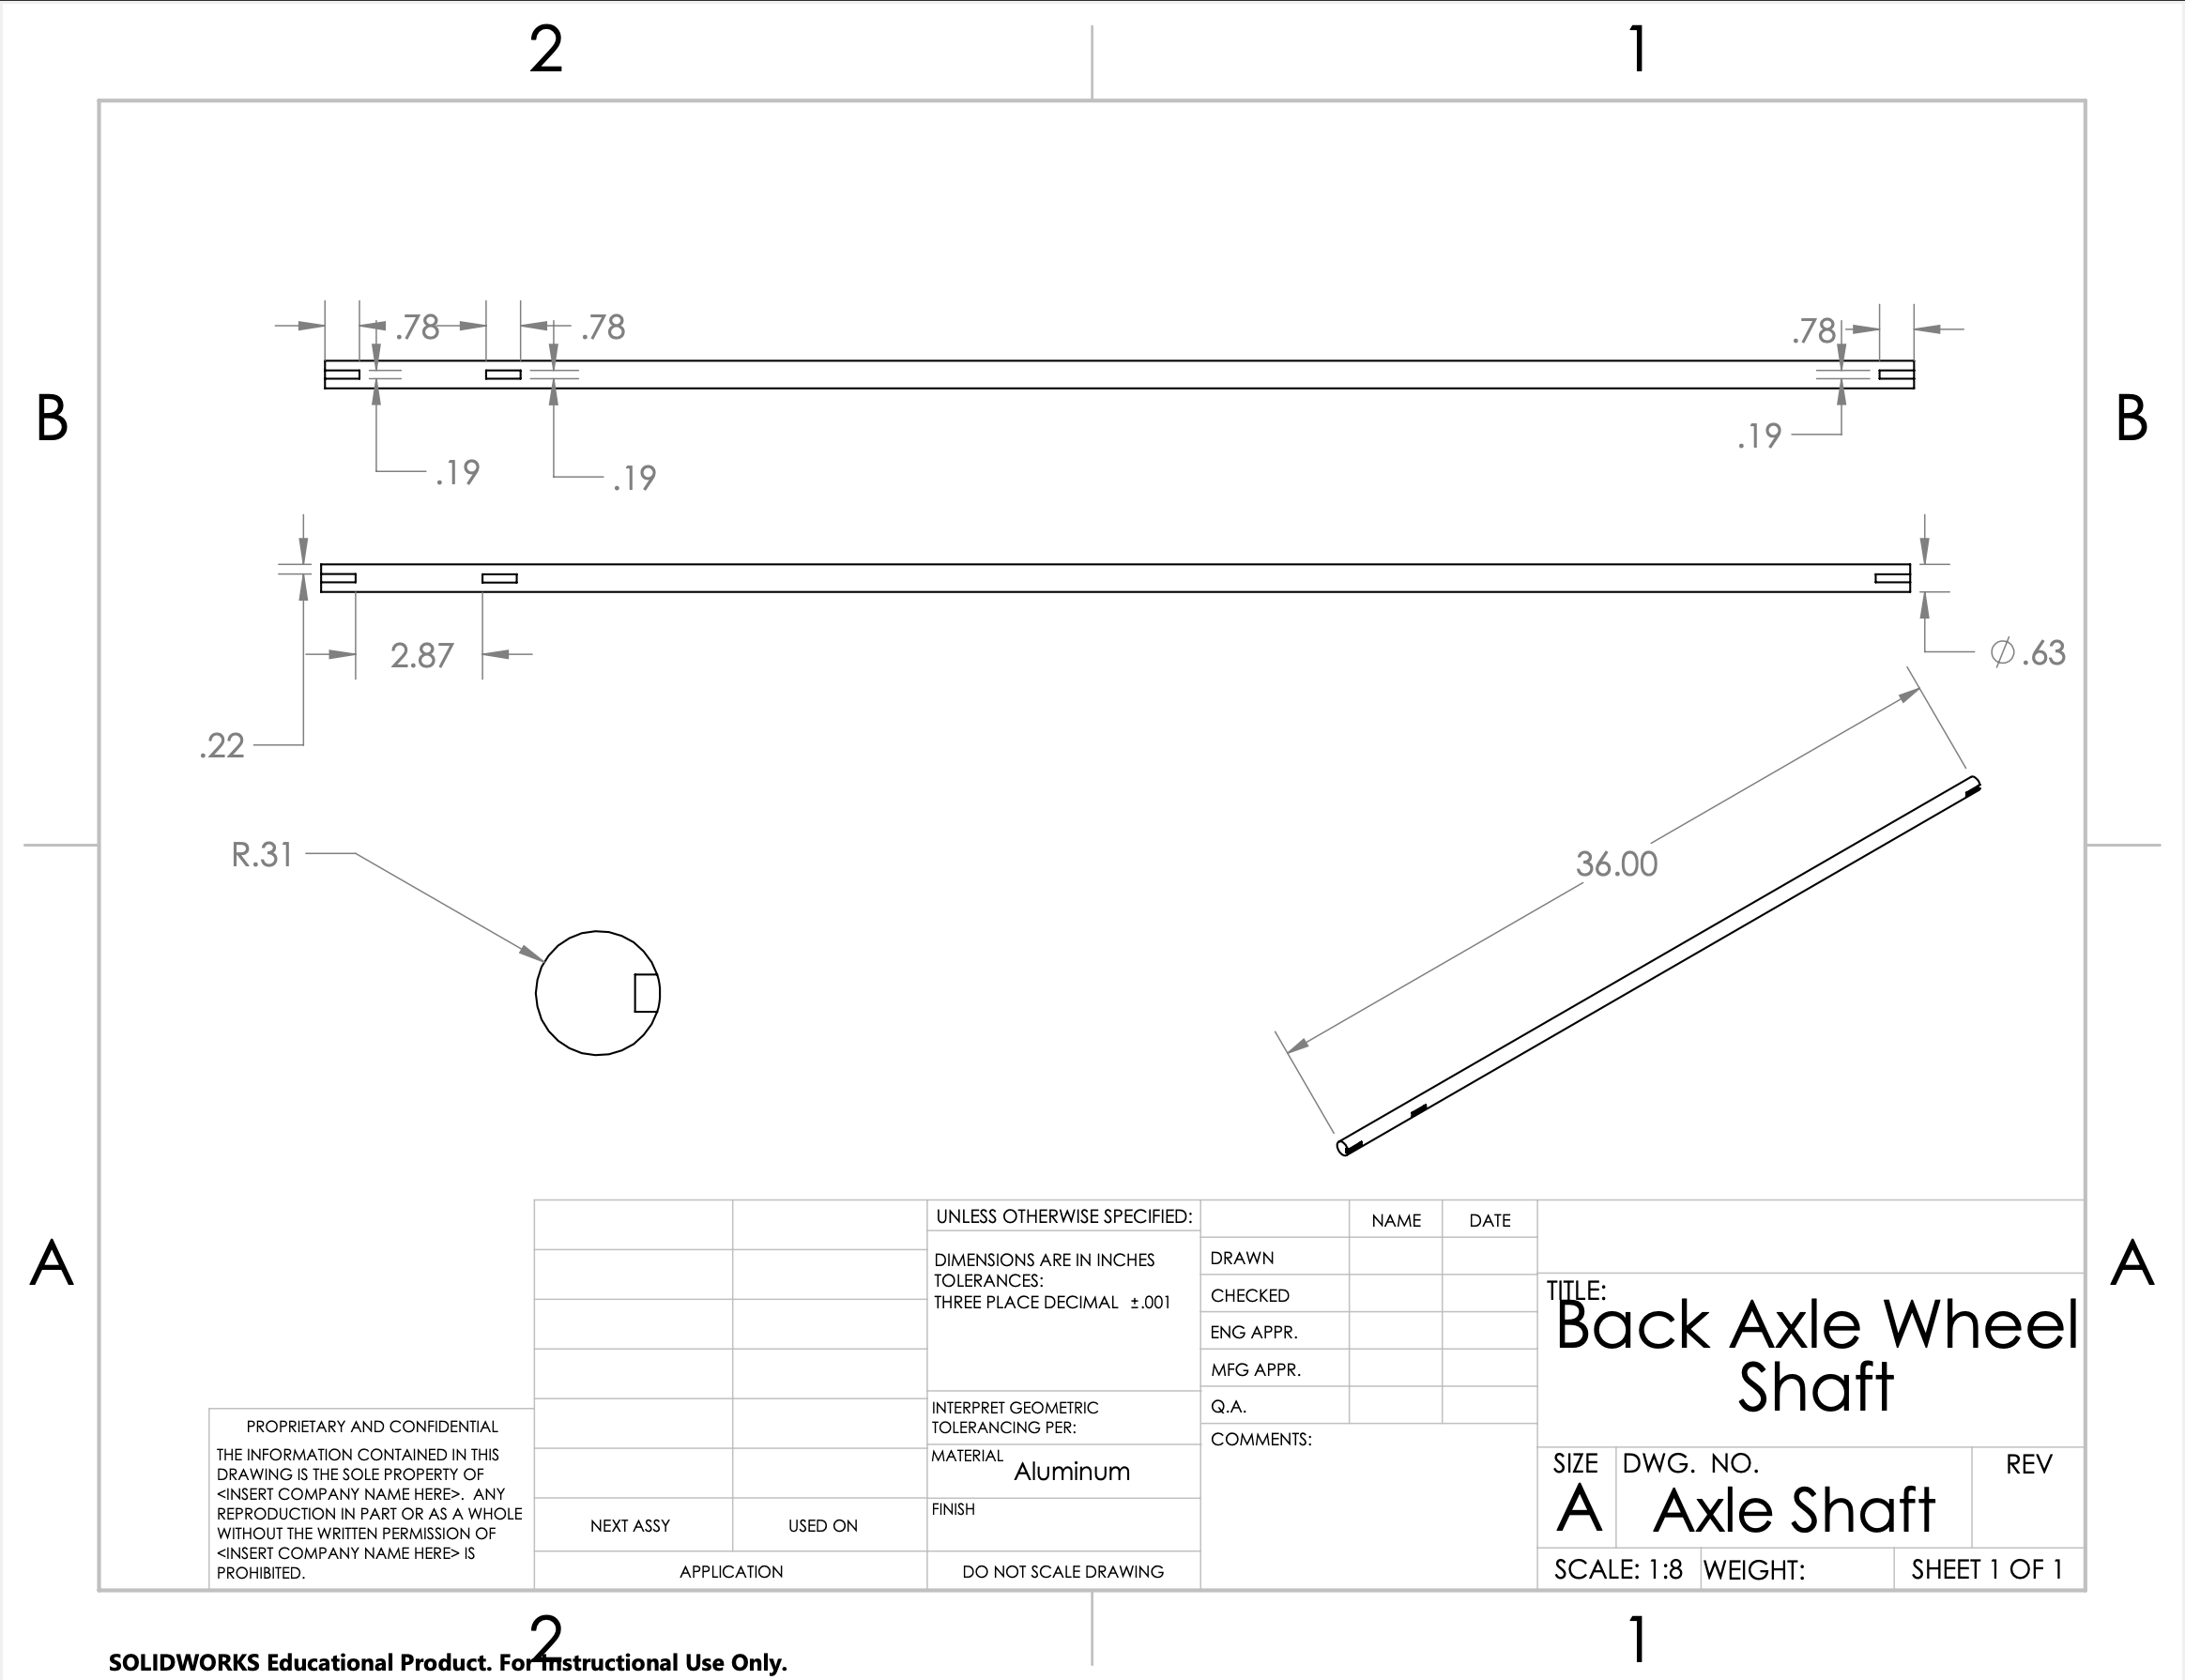 2 1
.78 .78 .78
B B
.19
.19 .19
2.87 ⌀.63
.22
R.31 36.00
UNLESS OTHERWISE SPECIFIED:
DIMENSIONS ARE IN INCHES
TOLERANCES:
THREE PLACE DECIMAL ±.001
INTERPRET GEOMETRIC
TOLERANCING PER:
MATERIAL
Aluminum
FINISH
DO NOT SCALE DRAWING
NAME DATE
DRAWN
CHECKED
ENG APPR.
MFG APPR.
Q.A.
COMMENTS:
A A
TITLE:
Back Axle Wheel
Shaft
SIZE DWG. NO. REV
A Axle Shaft
SCALE: 1:8 WEIGHT: SHEET 1 OF 1
PROPRIETARY AND CONFIDENTIAL
THE INFORMATION CONTAINED IN THIS
DRAWING IS THE SOLE PROPERTY OF
<INSERT COMPANY NAME HERE>. ANY
REPRODUCTION IN PART OR AS A WHOLE
WITHOUT THE WRITTEN PERMISSION OF
<INSERT COMPANY NAME HERE> IS
PROHIBITED.
NEXT ASSY USED ON
APPLICATION
2 1
SOLIDWORKS Educational Product. For Instructional Use Only.